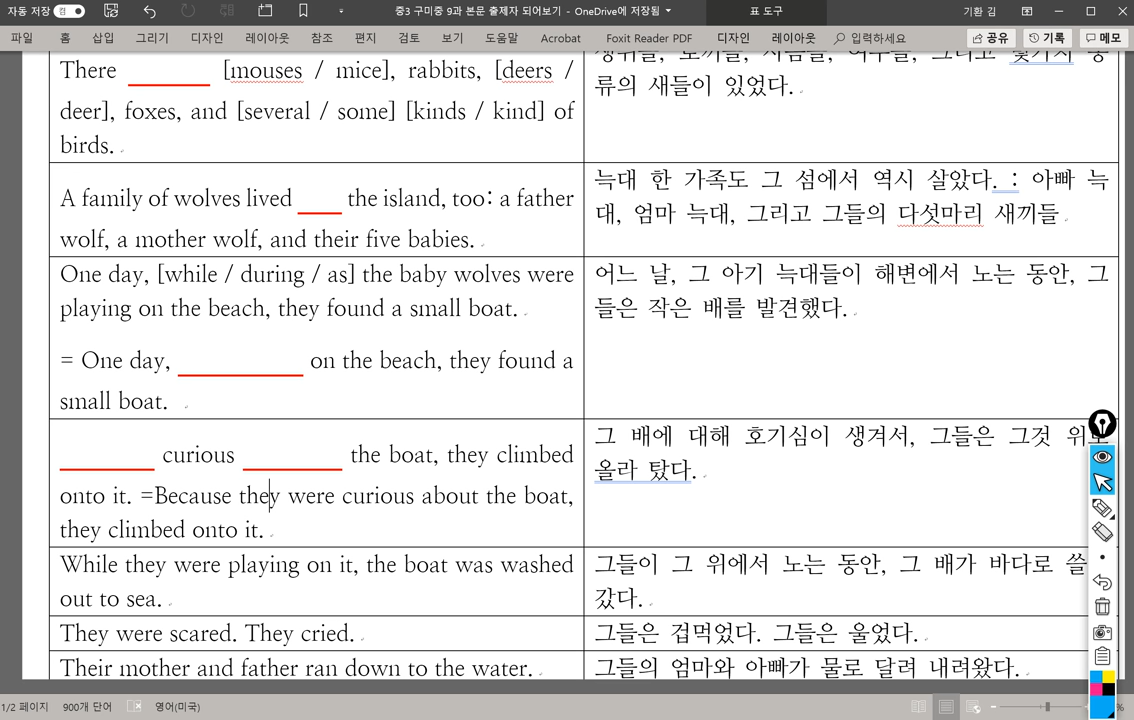 자동 저장 켬
중3 구미중 9과 본문 출제자 되어보기 - OneDrive에 저장됨
표 도구
기환 김
파일 홈 삽입 그리기 디자인 레이아웃 참조 편지 검토 보기 도움말 Acrobat Foxit Reader PDF 디자인 레이아웃 입력하세요 공유 기록 메모
There [mouses / mice], rabbits, [deers /
deer], foxes, and [several / some] [kinds / kind] of
birds.
류의 새들이 있었다.
A family of wolves lived the island, too: a father
wolf, a mother wolf, and their five babies.
늑대 한 가족도 그 섬에서 역시 살았다. : 아빠 늑
대, 엄마 늑대, 그리고 그들의 다섯마리 새끼들
One day, [while / during / as] the baby wolves were
playing on the beach, they found a small boat.
= One day, on the beach, they found a
small boat.
어느 날, 그 아기 늑대들이 해변에서 노는 동안, 그
들은 작은 배를 발견했다.
curious the boat, they climbed
onto it. =Because they were curious about the boat,
they climbed onto it.
그 배에 대해 호기심이 생겨서, 그들은 그것 위로
올라 탔다.
While they were playing on it, the boat was washed
out to sea.
그들이 그 위에서 노는 동안, 그 배가 바다로 쓸
갔다.
They were scared. They cried.
그들은 겁먹었다. 그들은 울었다.
Their mother and father ran down to the water.
그들의 엄마와 아빠가 물로 달려 내려왔다.
1/2 페이지 900개 단어 영어(미국) %